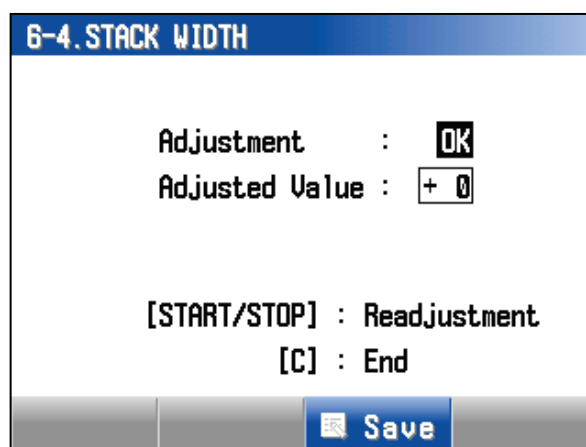 6-4.STACK WIDTH
Adjustment : OK
Adjusted Value : + 0
[START/STOP] : Readjustment
[C] : End
Save